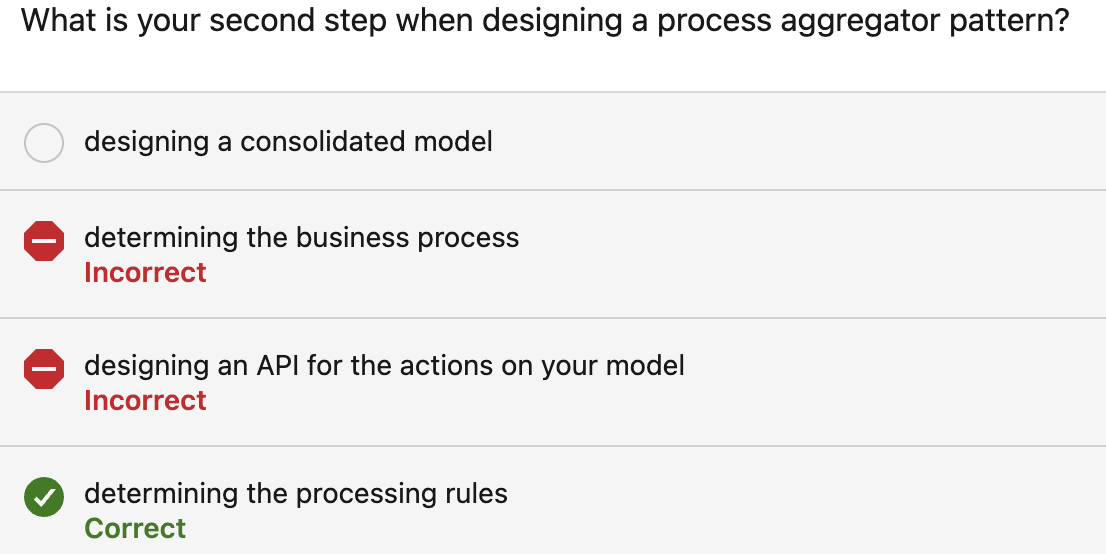 What is your second step when designing a process aggregator pattern?
designing a consolidated model
determining the business process
Incorrect
designing an API for the actions on your model
Incorrect
determining the processing rules
Correct